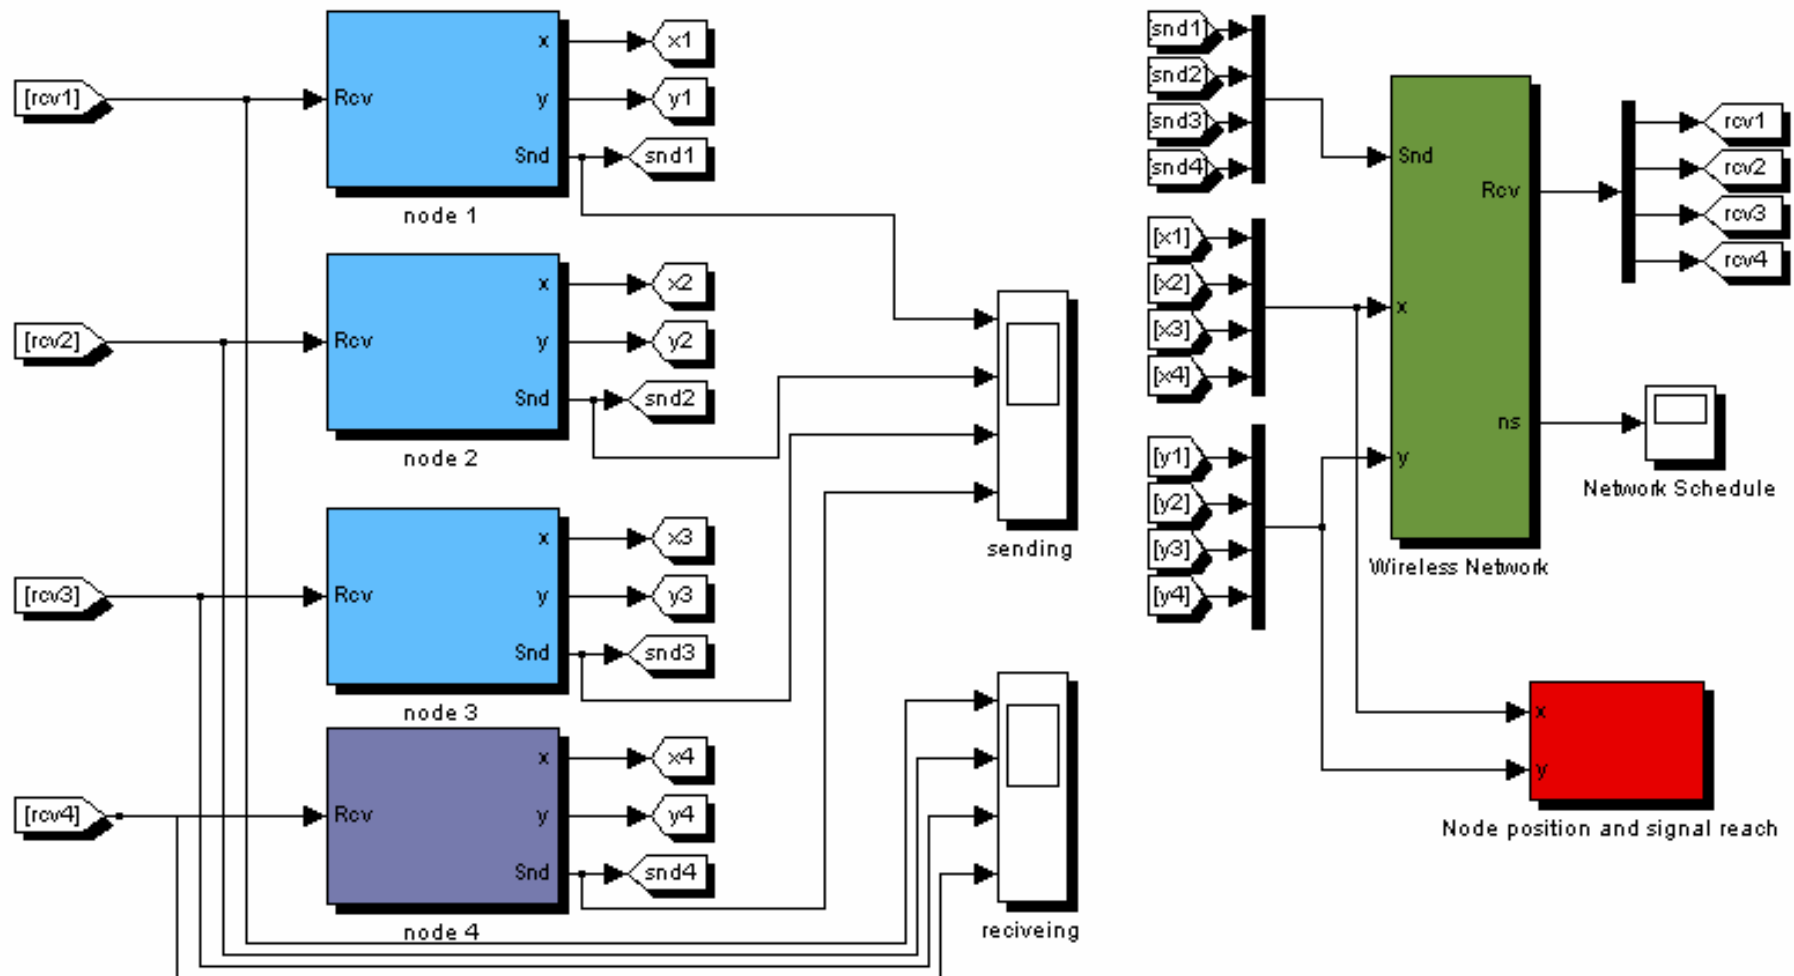 [rcv1]
Rcv
x
y
Snd
x1
y1
snd1
node 1
[rcv2]
Rcv
x
y
Snd
x2
y2
snd2
node 2
[rcv3]
Rcv
x
y
Snd
x3
y3
snd3
node 3
[rcv4]
Rcv
x
y
Snd
x4
y4
snd4
node 4
sending
reciveing
[snd1]
[snd2]
[snd3]
[snd4]
[x1]
[x2]
[x3]
[x4]
[y1]
[y2]
[y3]
[y4]
Snd
x
y
Rcv
ns
Wireless Network
rcv1
rcv2
rcv3
rcv4
Network Schedule
x
y
Node position and signal reach